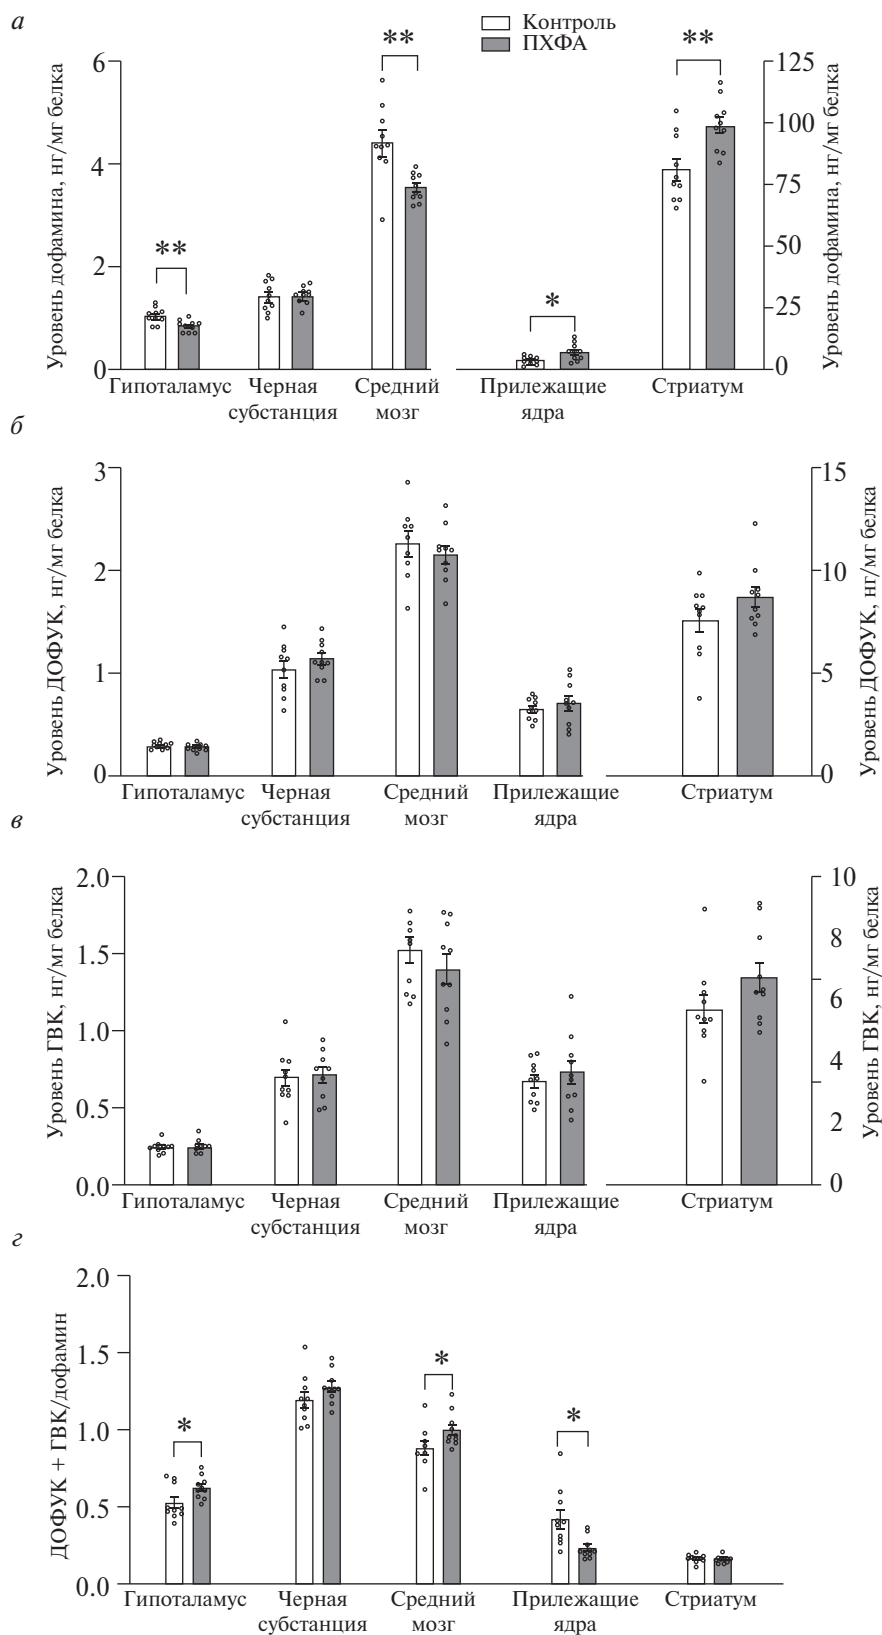 а
Контроль
ПХФА
Уровень дофамина, нг/мг белка
6
4
2
0
**
**
*
**
125
100
75
50
25
0
Уровень дофамина, нг/мг белка
Гипоталамус Черная Средний Прилежащие Стриатум
субстанция мозг ядра
б
Уровень ДОФУК, нг/мг белка
3
2
1
0
15
10
5
0
Уровень ДОФУК, нг/мг белка
Гипоталамус Черная Средний Прилежащие Стриатум
субстанция мозг ядра
в
Уровень ГВК, нг/мг белка
2.0
1.5
1.0
0.5
0.0
10
8
6
4
2
0
Уровень ГВК, нг/мг белка
Гипоталамус Черная Средний Прилежащие Стриатум
субстанция мозг ядра
г
ДОФУК + ГВК/дофамин
2.0
1.5
1.0
0.5
0.0
*
*
*
Гипоталамус Черная Средний Прилежащие Стриатум
субстанция мозг ядра